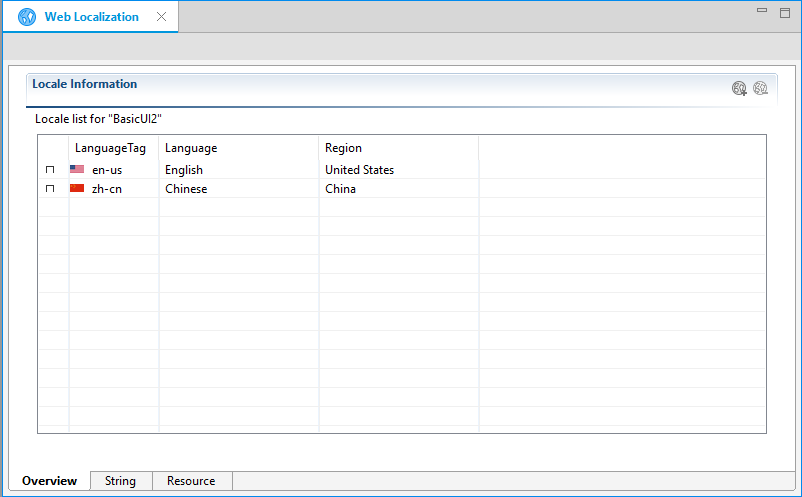 Web Localization
Locale Information
Locale list for "BasicUI2"
LanguageTag Language Region
en-us English United States
zh-cn Chinese China
Overview String Resource